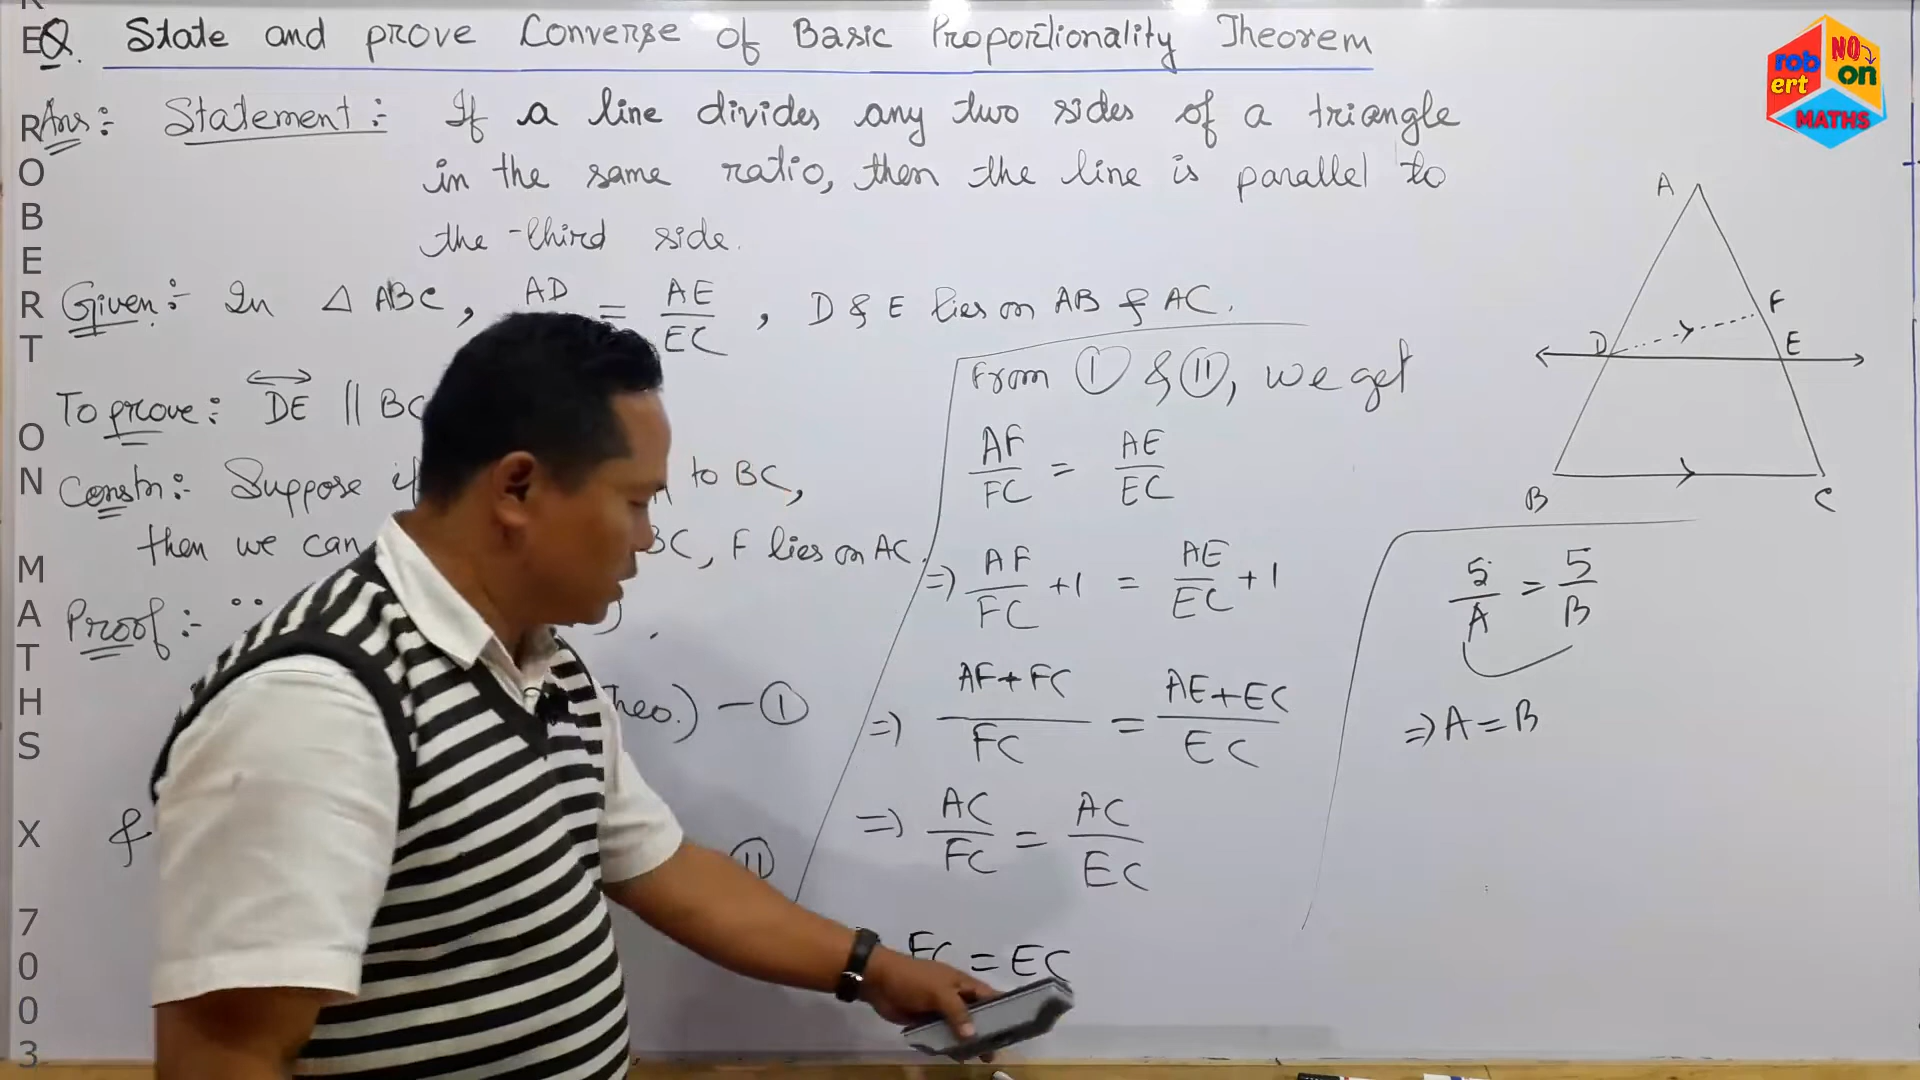 Q. State and prove Converse of Basic Proportionality Theorem
Ans:- Statement:- If a line divides any two sides of a triangle
in the same ratio, then the line is parallel to
the third side.
Given:- In △ ABC, AD = AE/EC, D & E lies on AB & AC.
To prove: DE || BC
Constn:- Suppose if to BC,
then we can BC, F lies on AC.
Proof:- ∵
Theo.) - I
&
II
From I & II, we get
AF/FC = AE/EC
=> AF/FC + 1 = AE/EC + 1
=> AF+FC/FC = AE+EC/EC
=> AC/FC = AC/EC
FC = EC
A
F
D
E
B
C
5/A = 5/B
=> A = B
robert
NO
on
MATHS
ROBERT ON MATHS X 7003